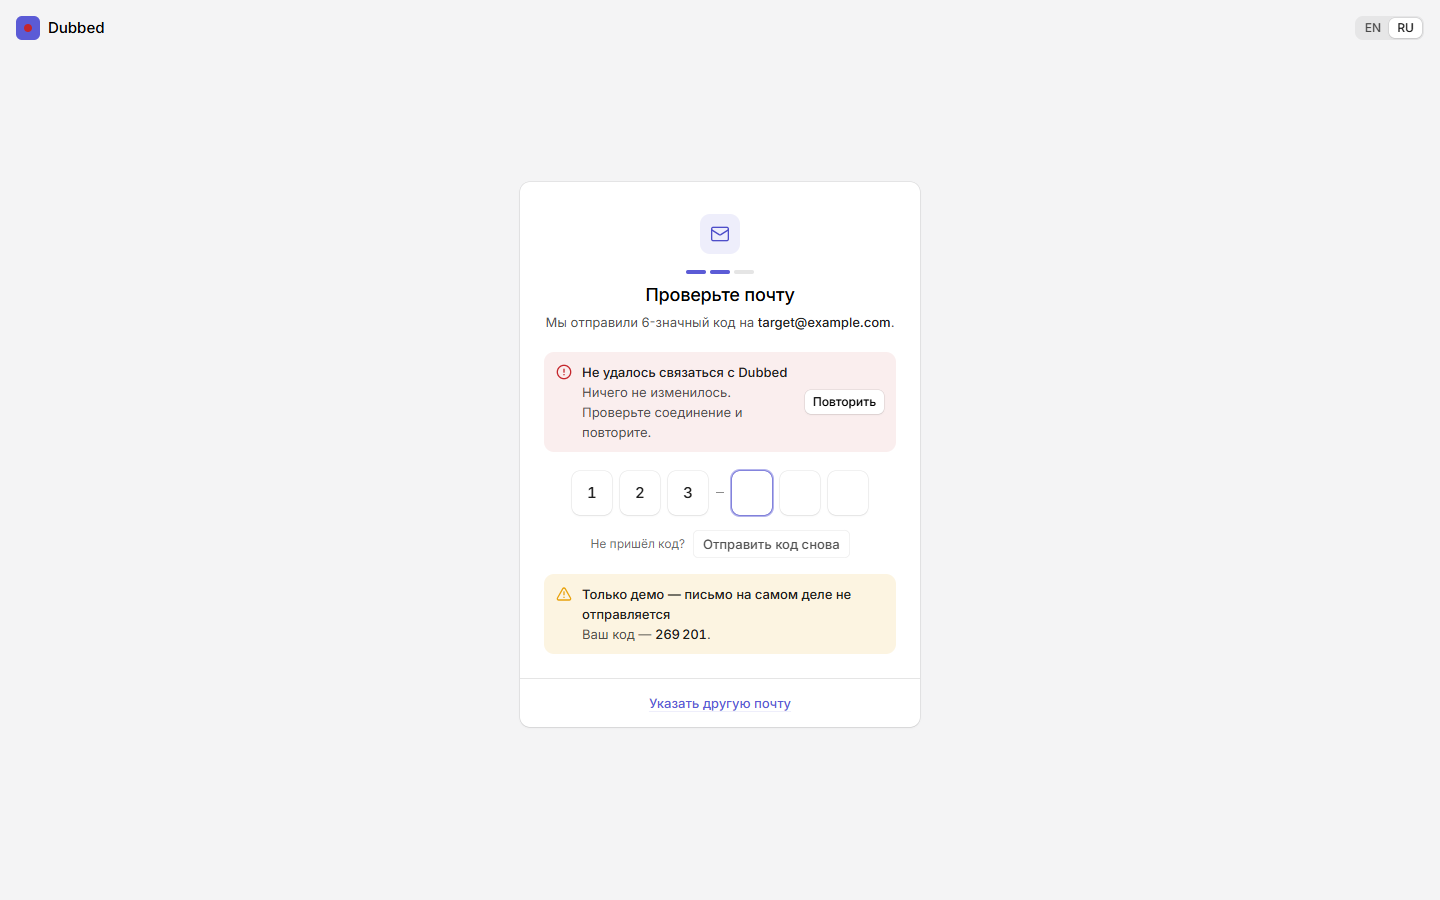 Dubbed
EN RU
Проверьте почту
Мы отправили 6-значный код на target@example.com.
Не удалось связаться с Dubbed
Ничего не изменилось.
Проверьте соединение и
повторите.
Повторить
1 2 3 –
Не пришёл код? Отправить код снова
Только демо — письмо на самом деле не
отправляется
Ваш код — 269 201.
Указать другую почту